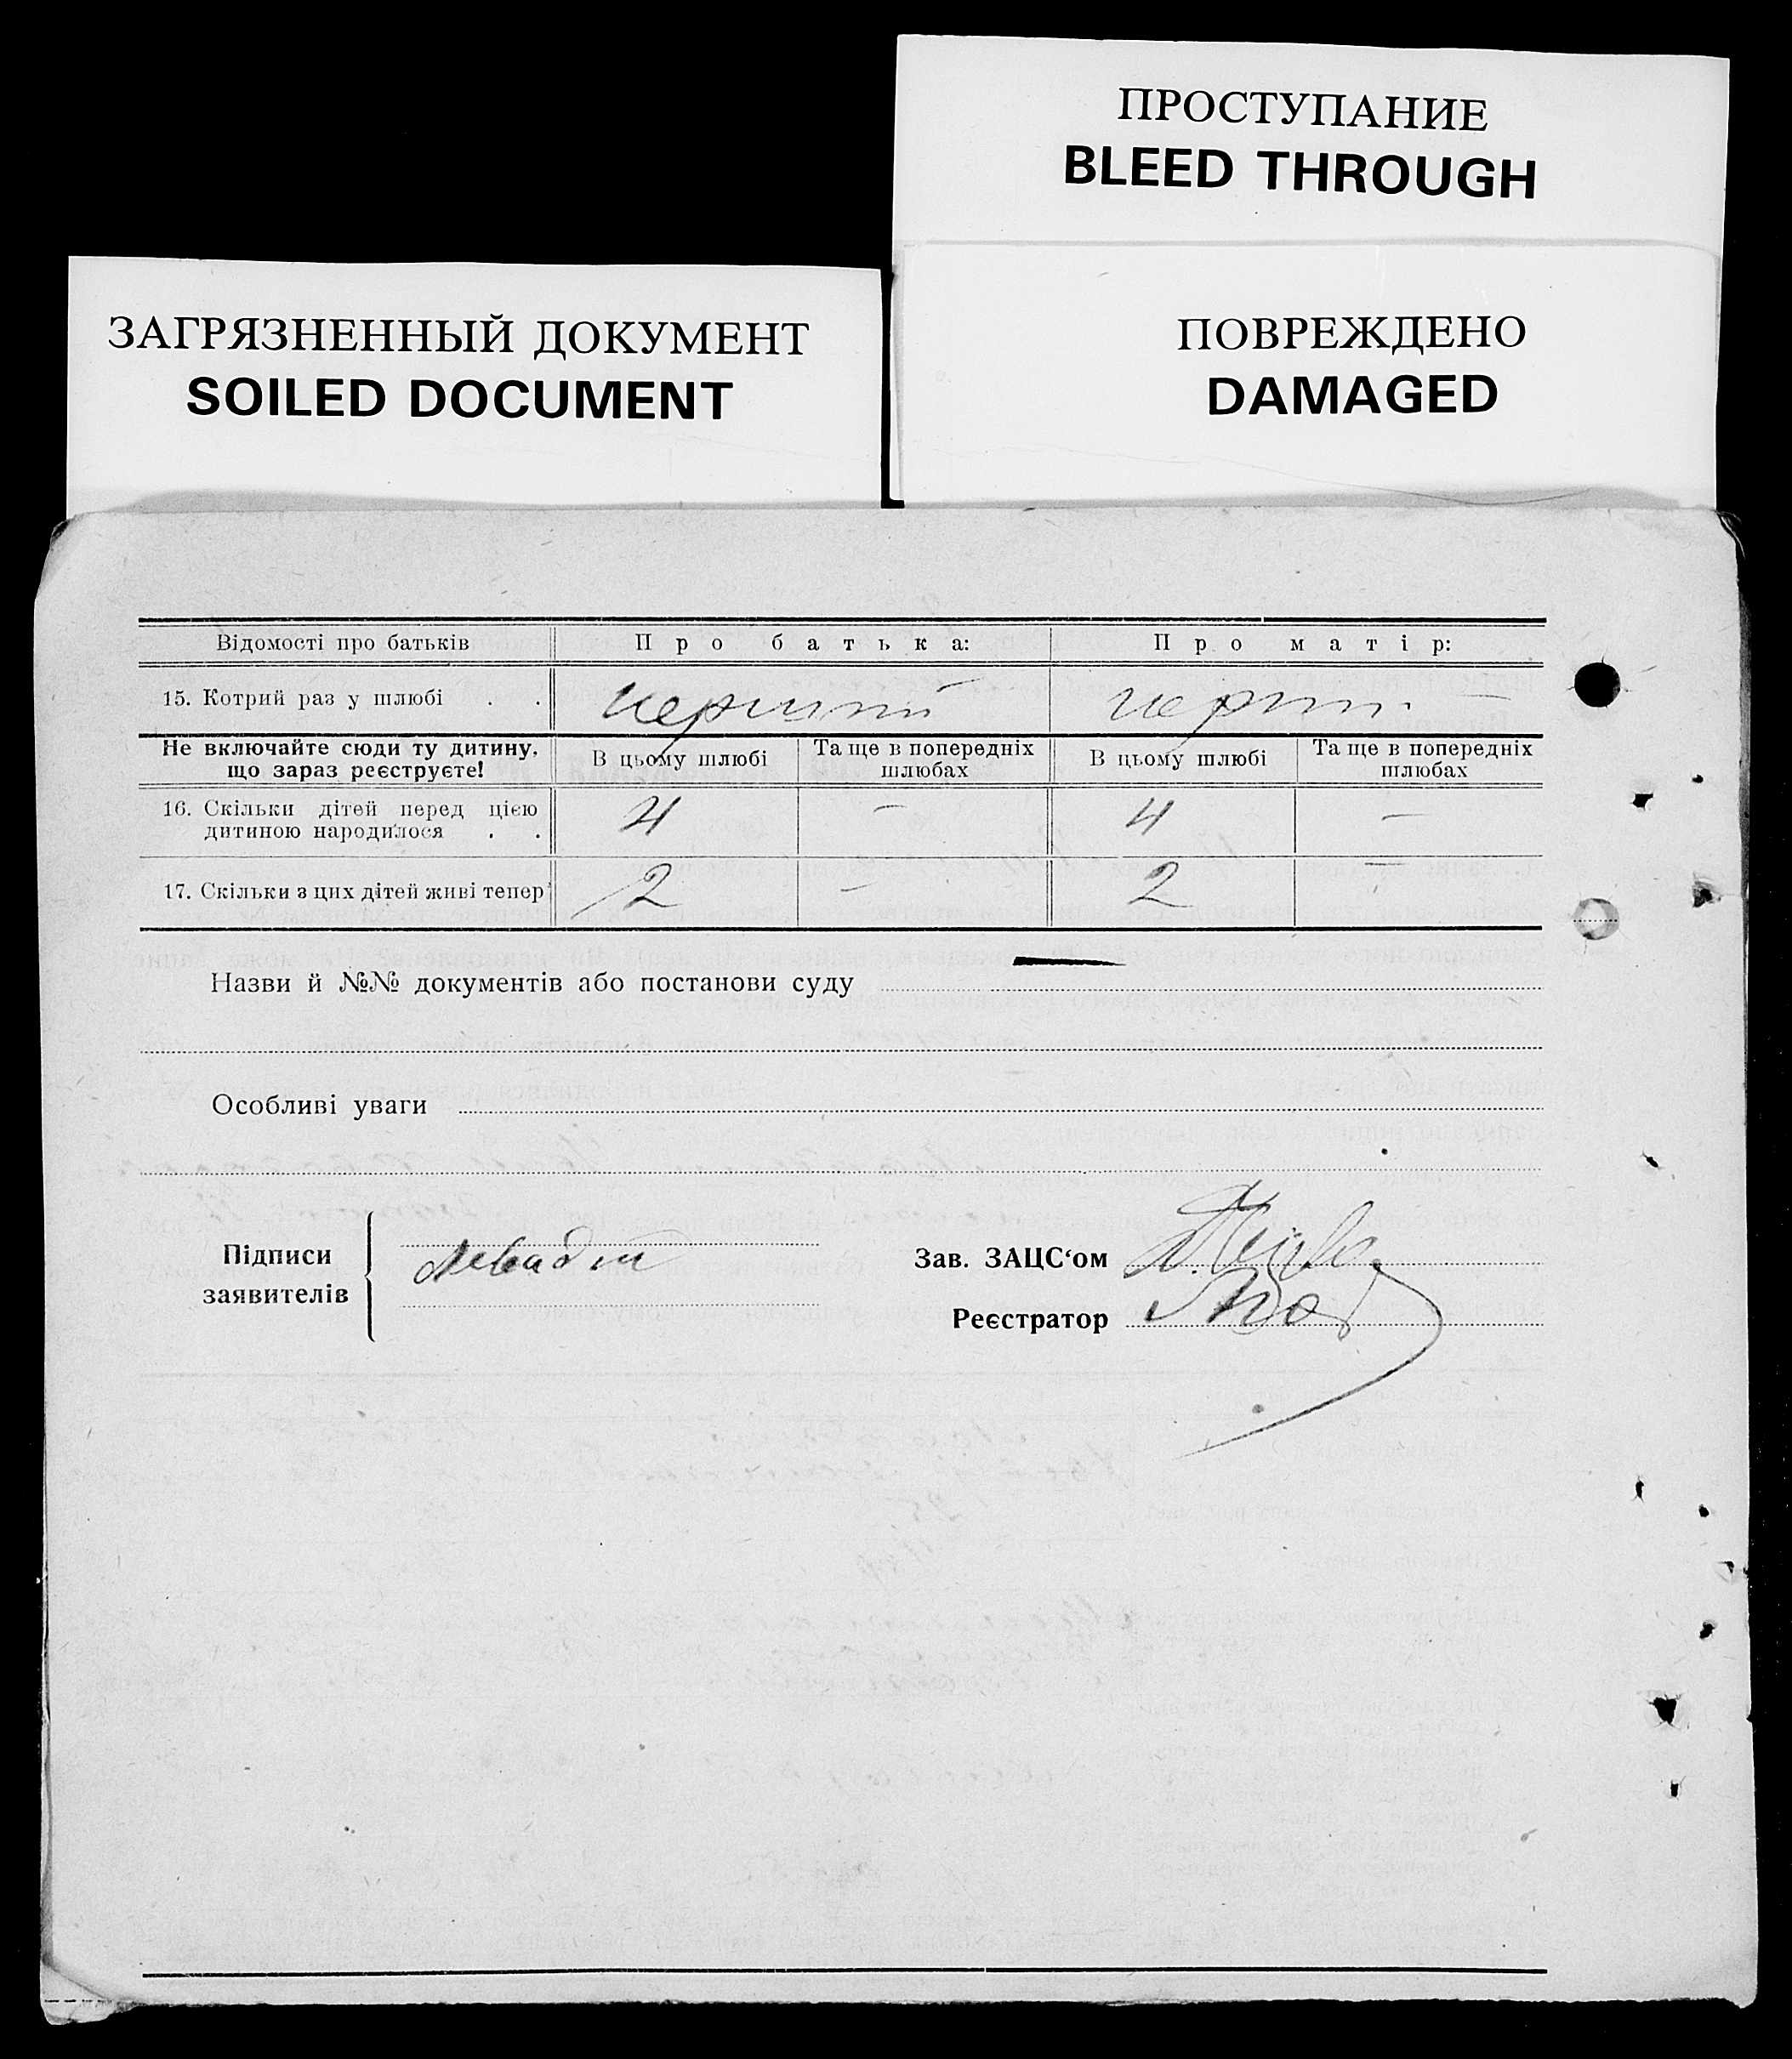 ПРОСТУПАНИЕ
BLEED THROUGH
ЗАГРЯЗНЕННЫЙ ДОКУМЕНТ
SOILED DOCUMENT
ПОВРЕЖДЕНО
DAMAGED
Відомості про батьків Про батька: Про матір:
15. Котрий раз у шлюбі . . перший
Не включайте сюди ту дитину, що зараз реєструєте! В цьому шлюбі Та ще в попередніх шлюбах В цьому шлюбі Та ще в попередніх шлюбах
16. Скільки дітей перед цією дитиною народилося . . 4 — 4 —
17. Скільки з цих дітей живі тепер 2 — 2 —
Назви й №№ документів або постанови суду —
Особливі уваги
Підписи заявителів
Зав. ЗАЦС‘ом
Реєстратор